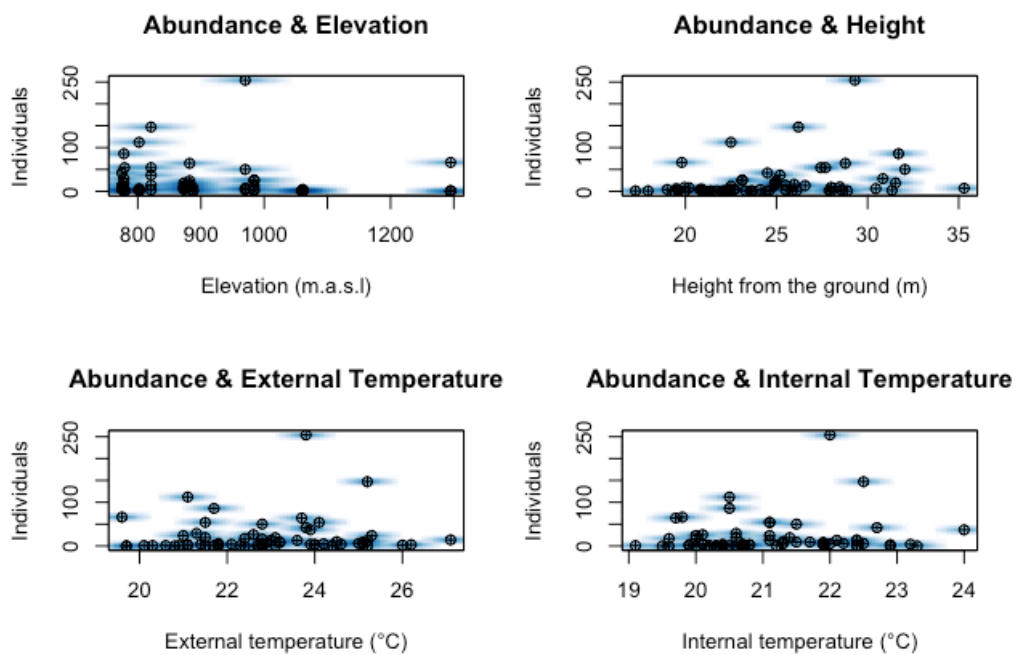 Abundance & Elevation
Individuals
250
100
0
800 900 1000 1200
Elevation (m.a.s.l)
Abundance & Height
Individuals
250
100
0
20 25 30 35
Height from the ground (m)
Abundance & External Temperature
Individuals
250
100
0
20 22 24 26
External temperature (°C)
Abundance & Internal Temperature
Individuals
250
100
0
19 20 21 22 23 24
Internal temperature (°C)